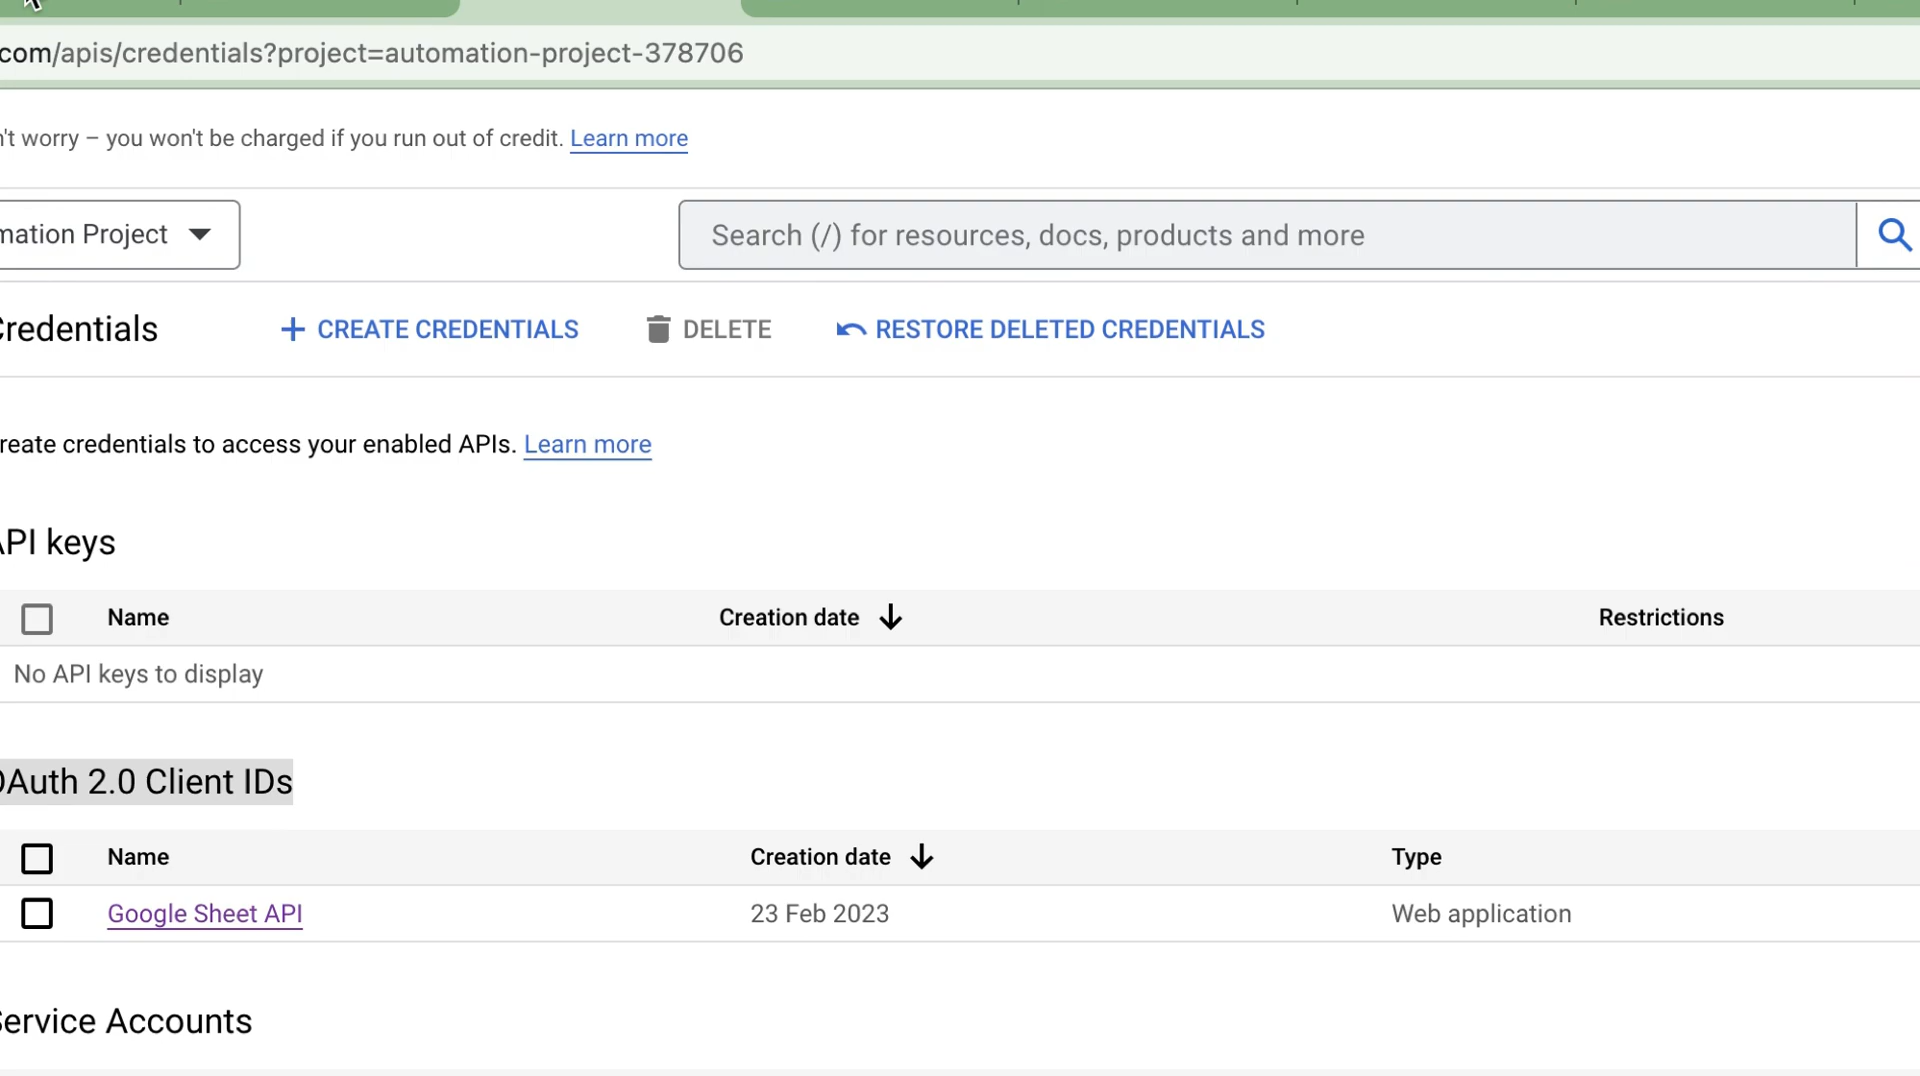 com/apis/credentials?project=automation-project-378706
't worry – you won't be charged if you run out of credit. Learn more
mation Project
Search (/) for resources, docs, products and more
Credentials
CREATE CREDENTIALS
DELETE
RESTORE DELETED CREDENTIALS
reate credentials to access your enabled APIs. Learn more
API keys
Name
Creation date
Restrictions
No API keys to display
OAuth 2.0 Client IDs
Name
Creation date
Type
Google Sheet API
23 Feb 2023
Web application
Service Accounts